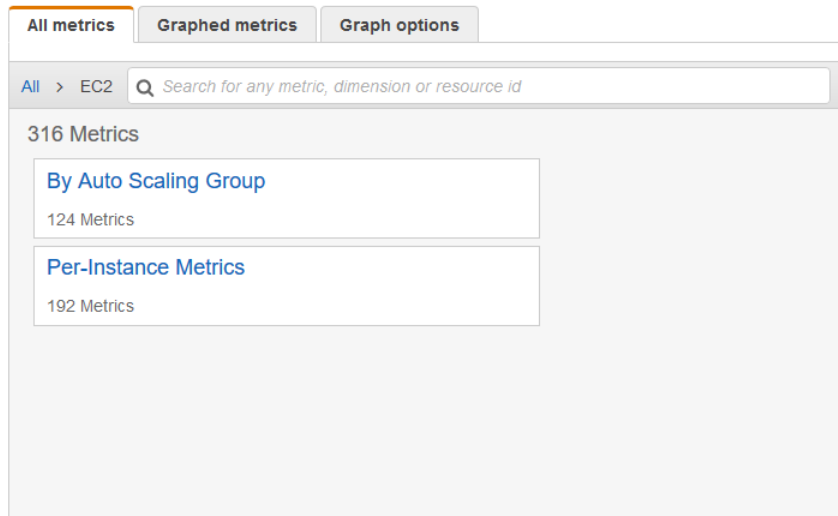 All metrics Graphed metrics Graph options
All > EC2 Search for any metric, dimension or resource id
316 Metrics
By Auto Scaling Group
124 Metrics
Per-Instance Metrics
192 Metrics